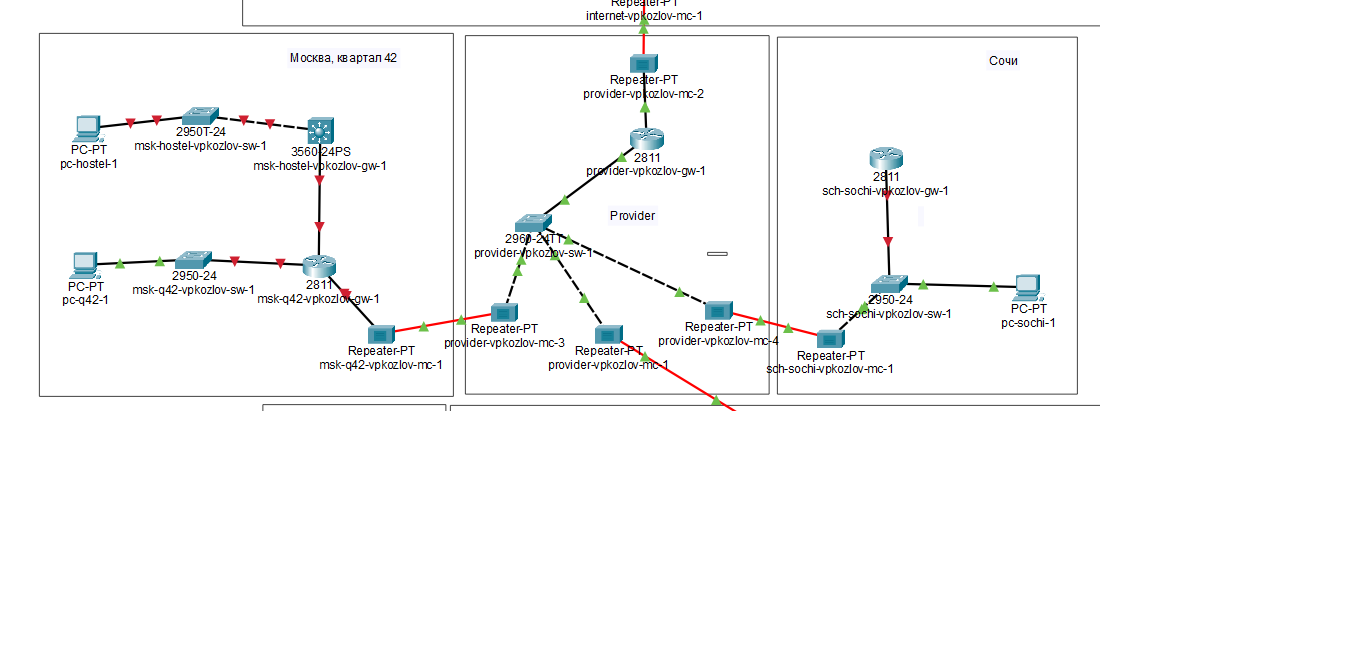 Repeater-PT
internet-vpkozlov-mc-1
Москва, квартал 42
PC-PT
pc-hostel-1
2950T-24
msk-hostel-vpkozlov-sw-1
3560-24PS
msk-hostel-vpkozlov-gw-1
PC-PT
pc-q42-1
2950-24
msk-q42-vpkozlov-sw-1
2811
msk-q42-vpkozlov-gw-1
Repeater-PT
msk-q42-vpkozlov-mc-1
Repeater-PT
provider-vpkozlov-mc-2
2811
provider-vpkozlov-gw-1
Provider
2960-24TT
provider-vpkozlov-sw-1
Repeater-PT
provider-vpkozlov-mc-3
Repeater-PT
provider-vpkozlov-mc-1
Repeater-PT
provider-vpkozlov-mc-4
Сочи
2811
sch-sochi-vpkozlov-gw-1
2950-24
sch-sochi-vpkozlov-sw-1
PC-PT
pc-sochi-1
Repeater-PT
sch-sochi-vpkozlov-mc-1